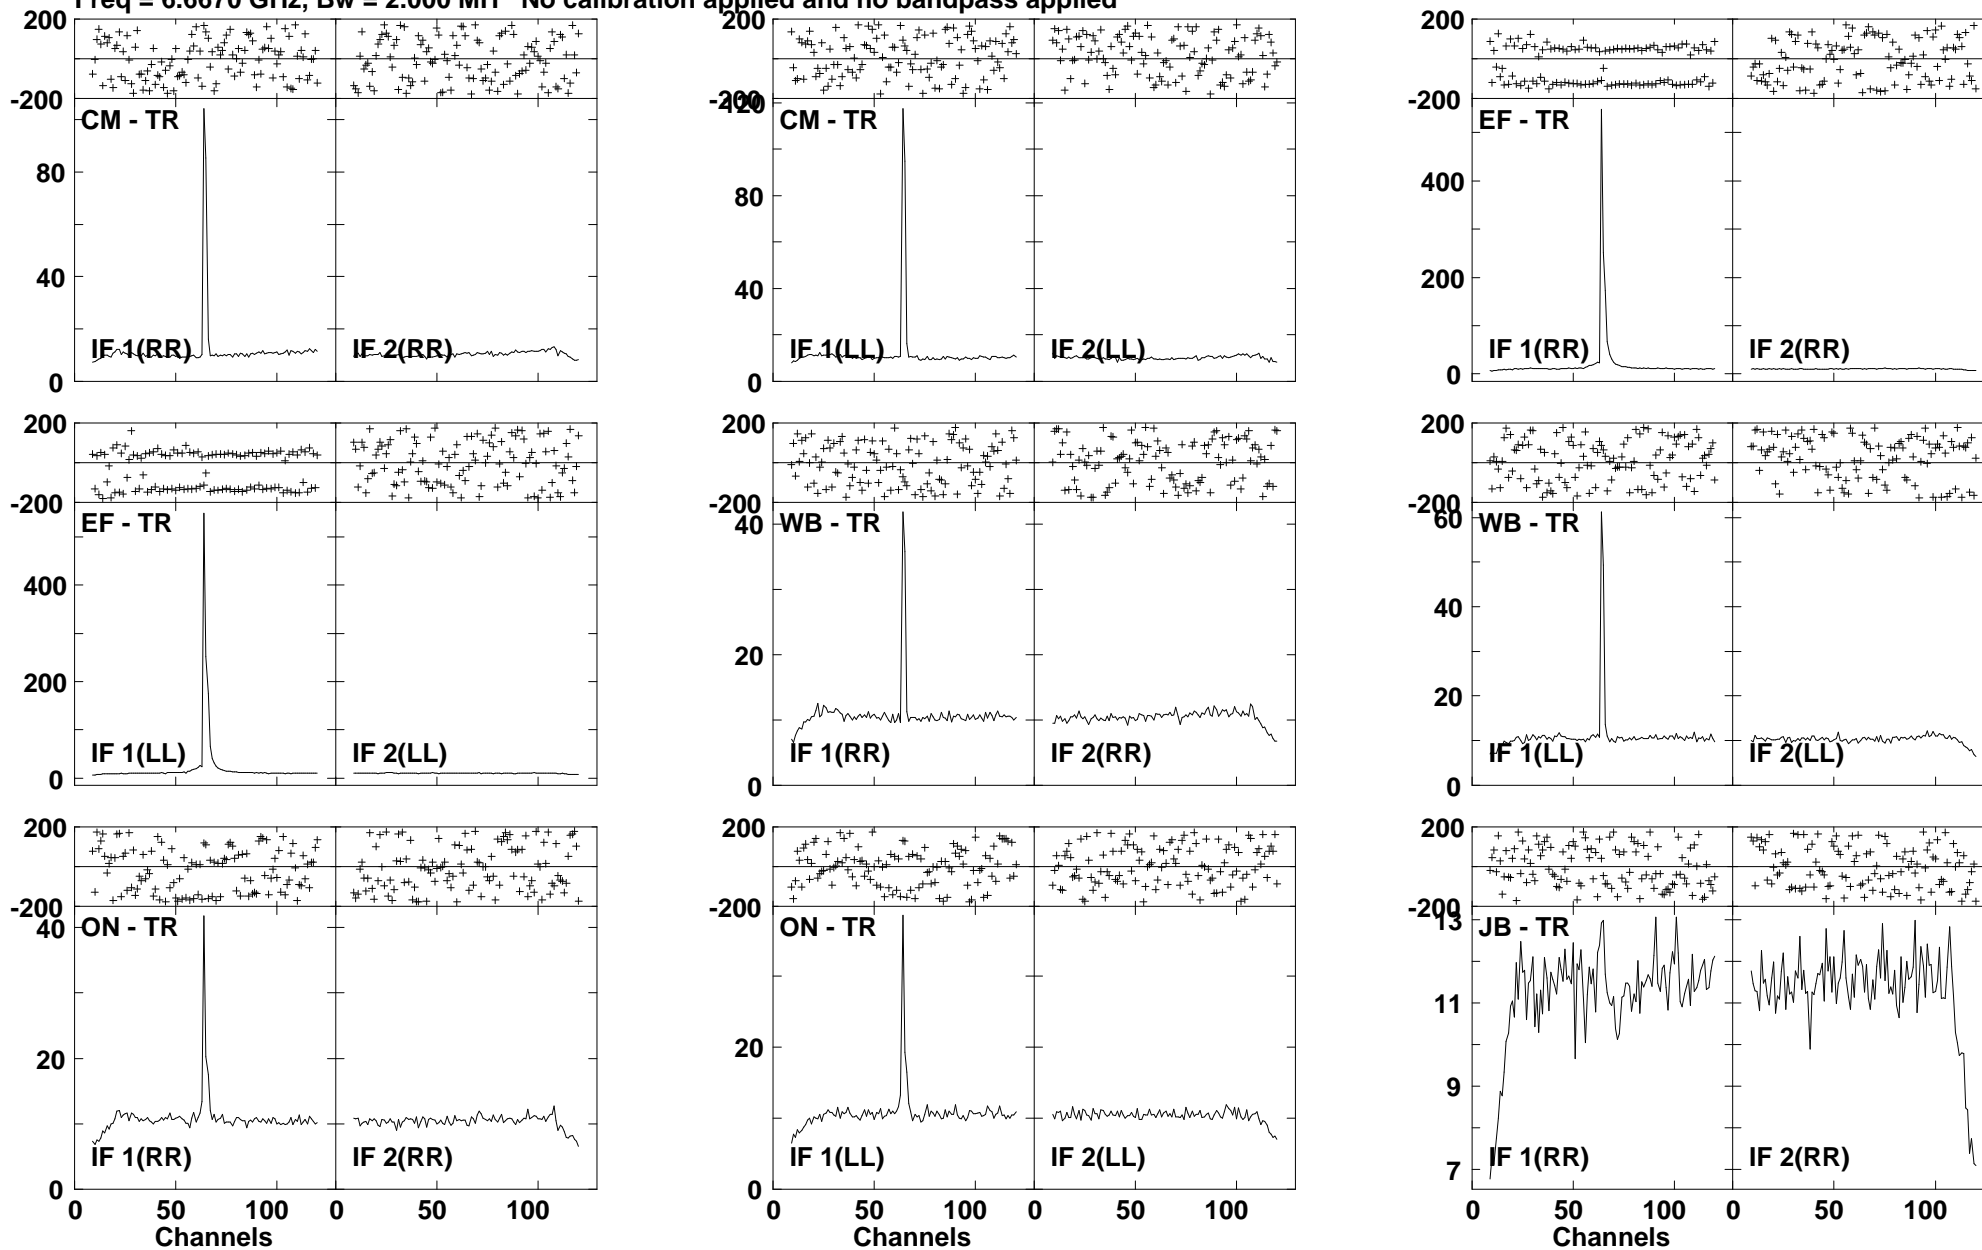 Freq = 6.6670 GHz, Bw = 2.000 MH No calibration applied and no bandpass applied
200 200 200
-200 -200 -200
120
CM - TR CM - TR EF - TR
80 80 400
40 40 200
IF 1(RR) IF 2(RR) IF 1(LL) IF 2(LL) IF 1(RR) IF 2(RR)
0 0 0
200 200 200
-200 -200 -200
40 60
EF - TR WB - TR WB - TR
400 40
200 20 20
IF 1(LL) IF 2(LL) IF 1(RR) IF 2(RR) IF 1(LL) IF 2(LL)
0 0 0
200 200 200
-200 -200 -200
40 13
ON - TR ON - TR JB - TR
11
20 20
9
IF 1(RR) IF 2(RR) IF 1(LL) IF 2(LL) IF 1(RR) IF 2(RR)
7
0 0
0 50 100 0 50 100 0 50 100 0 50 100 0 50 100 0 50 100
Channels Channels Channels